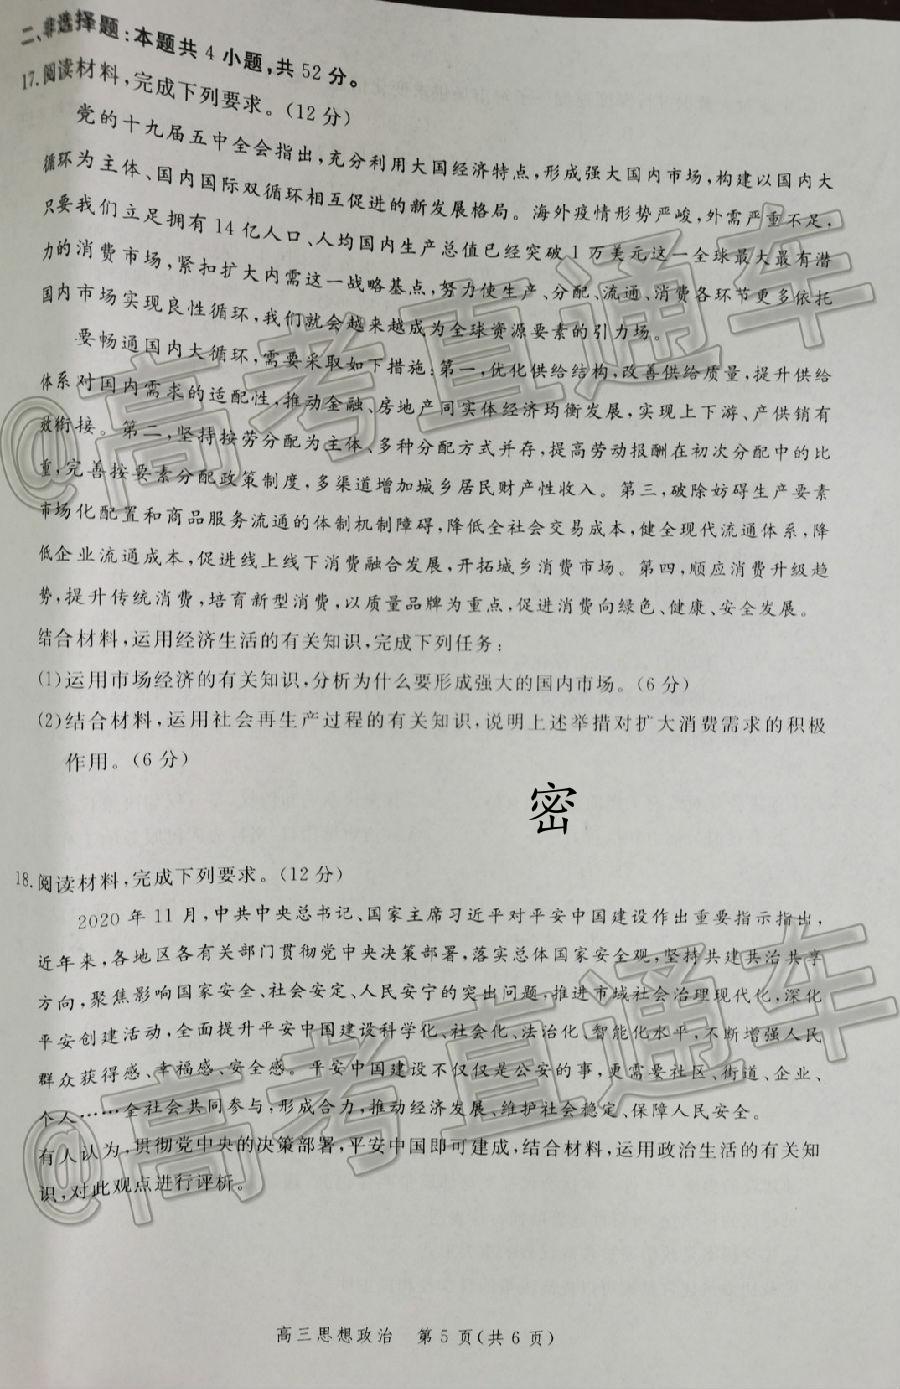 二、非选择题:本题共4小题,共52分。
17.阅读材料,完成下列要求。(12分)
党的十九届五中全会指出,充分利用大国经济特点,形成强大国内市场,构建以国内大
循环为主体、国内国际双循环相互促进的新发展格局。海外疫情形势严峻,外需严重不足,
只要我们立足拥有14亿人口、人均国内生产总值已经突破1万美元这一全球最大最有潜
力的消费市场,紧扣扩大内需这一战略基点,努力使生产、分配、流通、消费各环节更多依托
国内市场实现良性循环,我们就会越来越成为全球资源要素的引力场。
要畅通国内大循环,需要采取如下措施:第一,优化供给结构,改善供给质量,提升供给
体系对国内需求的适配性,推动金融、房地产同实体经济均衡发展,实现上下游、产供销有
效衔接。第二,坚持按劳分配为主体、多种分配方式并存,提高劳动报酬在初次分配中的比
重,完善按要素分配政策制度,多渠道增加城乡居民财产性收入。第三,破除妨碍生产要素
市场化配置和商品服务流通的体制机制障碍,降低全社会交易成本,健全现代流通体系,降
低企业流通成本,促进线上线下消费融合发展,开拓城乡消费市场。第四,顺应消费升级趋
势,提升传统消费,培育新型消费,以质量品牌为重点,促进消费向绿色、健康、安全发展。
结合材料,运用经济生活的有关知识,完成下列任务:
(1)运用市场经济的有关知识,分析为什么要形成强大的国内市场。(6分)
(2)结合材料,运用社会再生产过程的有关知识,说明上述举措对扩大消费需求的积极
作用。(6分)
密
18.阅读材料,完成下列要求。(12分)
2020年11月,中共中央总书记、国家主席习近平对平安中国建设作出重要指示指出,
近年来,各地区各有关部门贯彻党中央决策部署,落实总体国家安全观,坚持共建共治共享
方向,聚焦影响国家安全、社会安定、人民安宁的突出问题,推进市域社会治理现代化,深化
平安创建活动,全面提升平安中国建设科学化、社会化、法治化、智能化水平,不断增强人民
群众获得感、幸福感、安全感。平安中国建设不仅仅是公安的事,更需要社区、街道、企业、
个人……全社会共同参与,形成合力,推动经济发展、维护社会稳定、保障人民安全。
有人认为,贯彻党中央的决策部署,平安中国即可建成,结合材料,运用政治生活的有关知
识,对此观点进行评析。
高三思想政治 第5页(共6页)
@高考直通车
@高考直通车